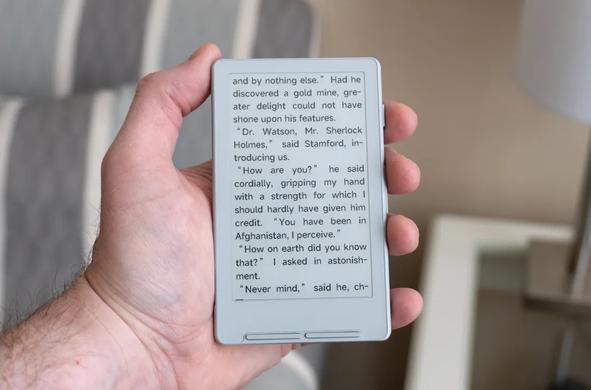 and by nothing else.” Had he
discovered a gold mine, gre-
ater delight could not have
shone upon his features.
“Dr. Watson, Mr. Sherlock
Holmes,” said Stamford, in-
troducing us.
“How are you?” he said
cordially, gripping my hand
with a strength for which I
should hardly have given him
credit. “You have been in
Afghanistan, I perceive.”
“How on earth did you know
that?” I asked in astonish-
ment.
“Never mind,” said he, ch-